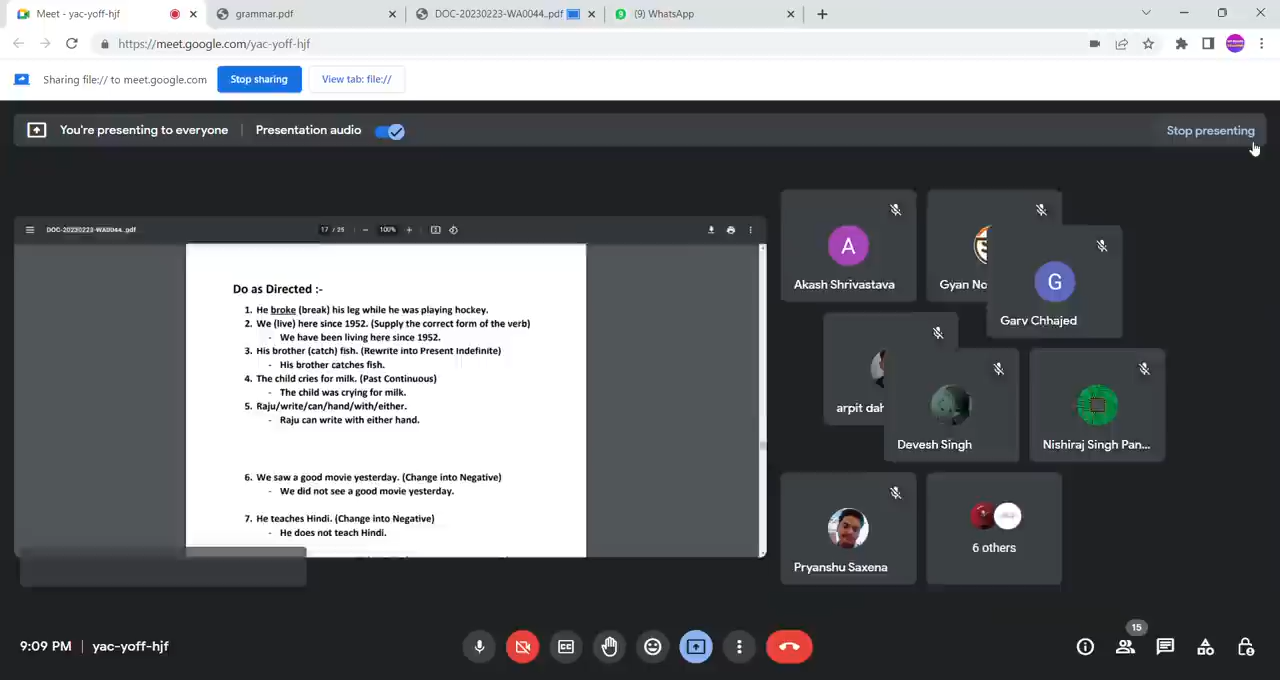 Meet - yac-yoff-hjf
grammar.pdf
DOC-20230223-WA0044..pdf
(9) WhatsApp
https://meet.google.com/yac-yoff-hjf
Sharing file:// to meet.google.com
Stop sharing
View tab: file://
You're presenting to everyone
Presentation audio
Stop presenting
DOC-20230223-WA0044..pdf
17 / 25
100%
Do as Directed :-
1. He broke (break) his leg while he was playing hockey.
2. We (live) here since 1952. (Supply the correct form of the verb)
- We have been living here since 1952.
3. His brother (catch) fish. (Rewrite into Present Indefinite)
- His brother catches fish.
4. The child cries for milk. (Past Continuous)
- The child was crying for milk.
5. Raju/write/can/hand/with/either.
- Raju can write with either hand.
6. We saw a good movie yesterday. (Change into Negative)
- We did not see a good movie yesterday.
7. He teaches Hindi. (Change into Negative)
- He does not teach Hindi.
A
Akash Shrivastava
Gyan No
G
Garv Chhajed
arpit dah
Devesh Singh
Nishiraj Singh Pan...
Pryanshu Saxena
6 others
9:09 PM | yac-yoff-hjf
15